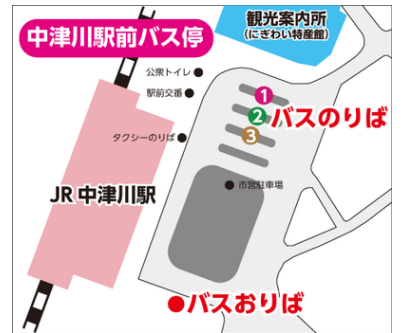 中津川駅前バス停
観光案内所
(にぎわい特産館)
公衆トイレ●
駅前交番●
1
2
バスのりば
3
タクシーのりば●
JR 中津川駅
●市営駐車場
●バスおりば